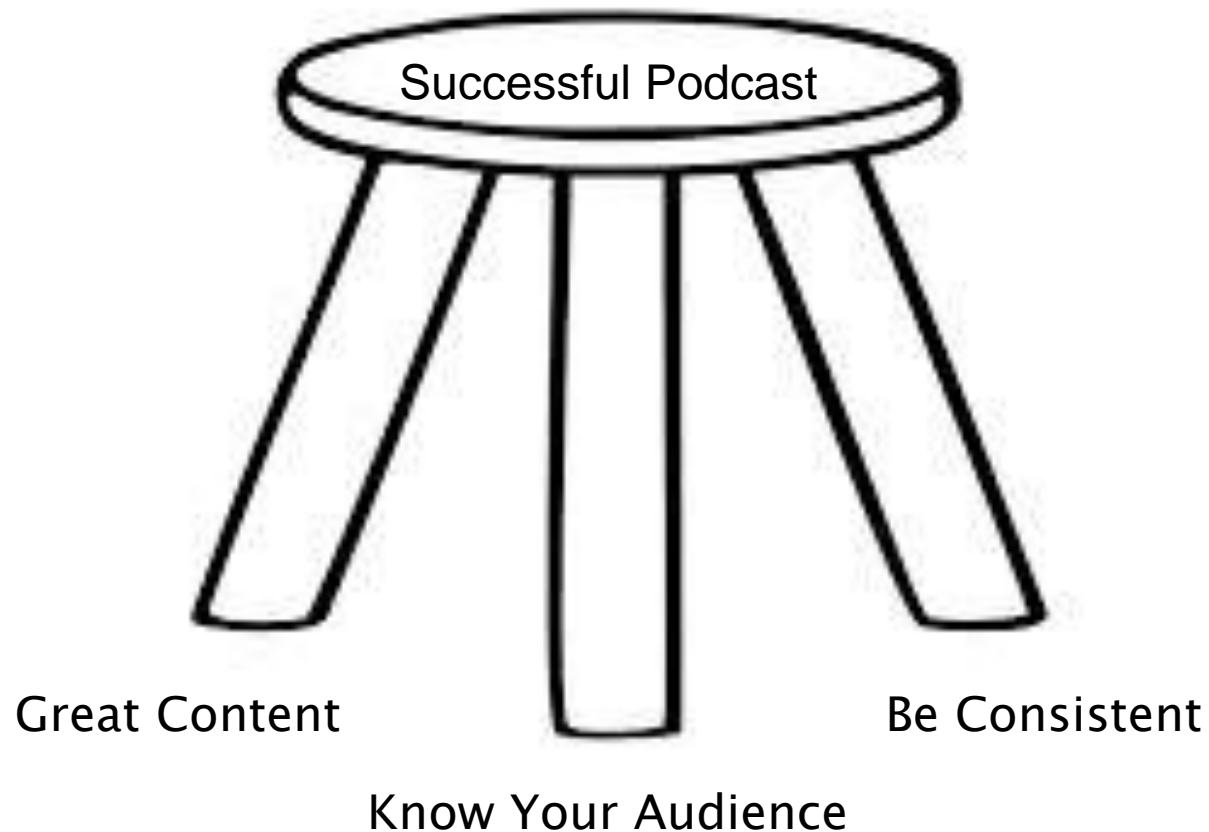 Successful Podcast
Great Content
Be Consistent
Know Your Audience